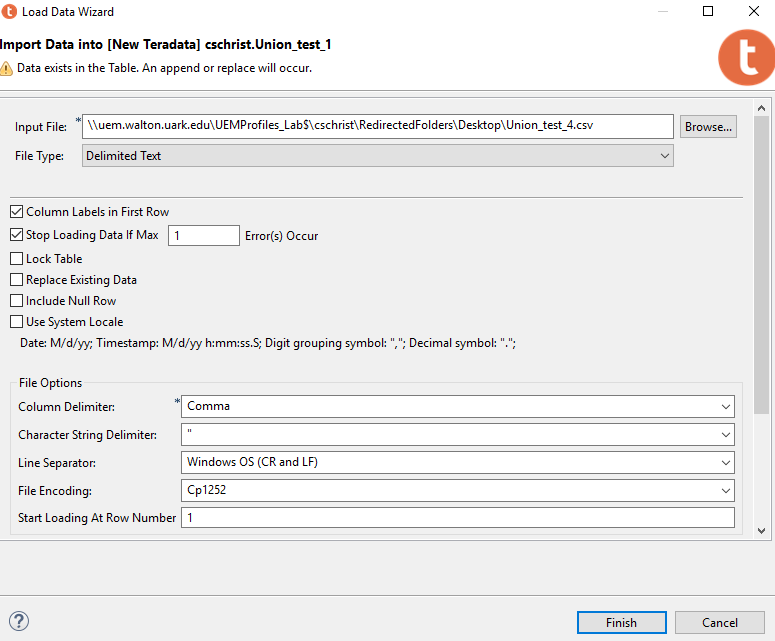 Load Data Wizard
Import Data into [New Teradata] cschrist.Union_test_1
Data exists in the Table. An append or replace will occur.
Input File: * \\uem.walton.uark.edu\UEMProfiles_Lab$\cschrist\RedirectedFolders\Desktop\Union_test_4.csv Browse...
File Type: Delimited Text
Column Labels in First Row
Stop Loading Data If Max 1 Error(s) Occur
Lock Table
Replace Existing Data
Include Null Row
Use System Locale
Date: M/d/yy; Timestamp: M/d/yy h:mm:ss.S; Digit grouping symbol: ","; Decimal symbol: ".";
File Options
Column Delimiter: * Comma
Character String Delimiter: "
Line Separator: Windows OS (CR and LF)
File Encoding: Cp1252
Start Loading At Row Number 1
? Finish Cancel